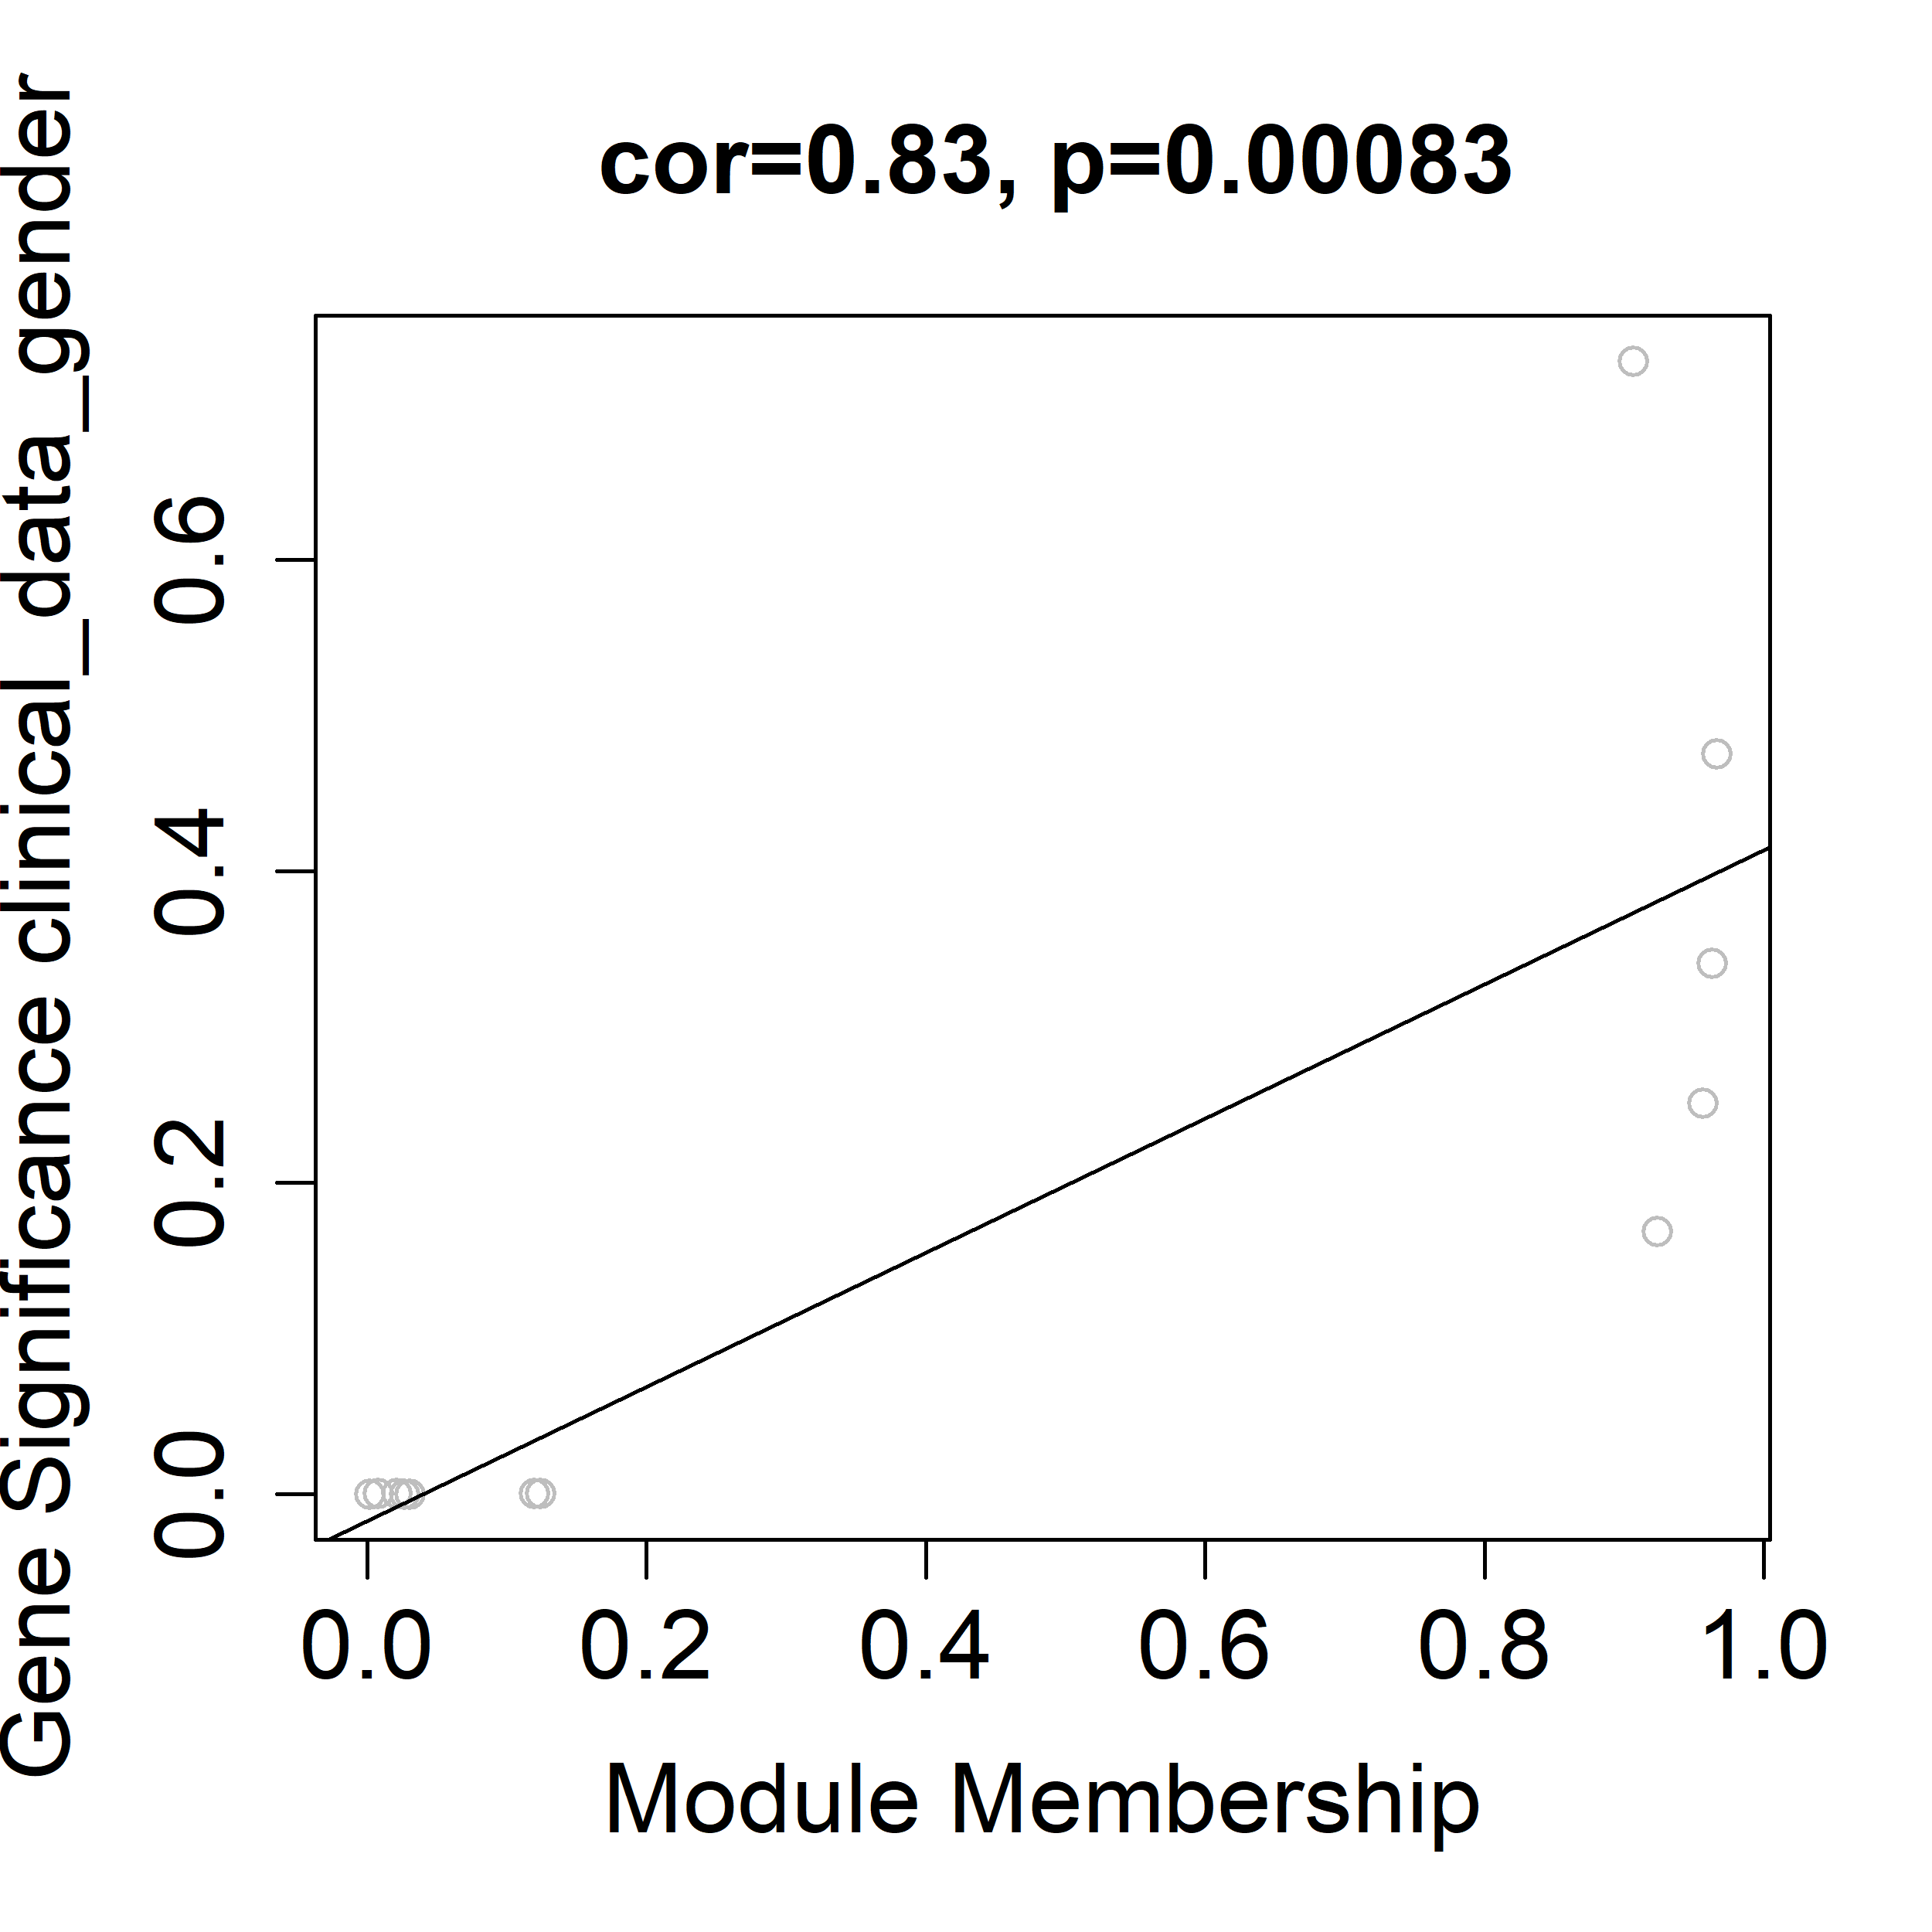 cor=0.83, p=0.00083
Gene Significance clinical_data_gender
0.6
0.4
0.2
0.0
0.0 0.2 0.4 0.6 0.8 1.0
Module Membership